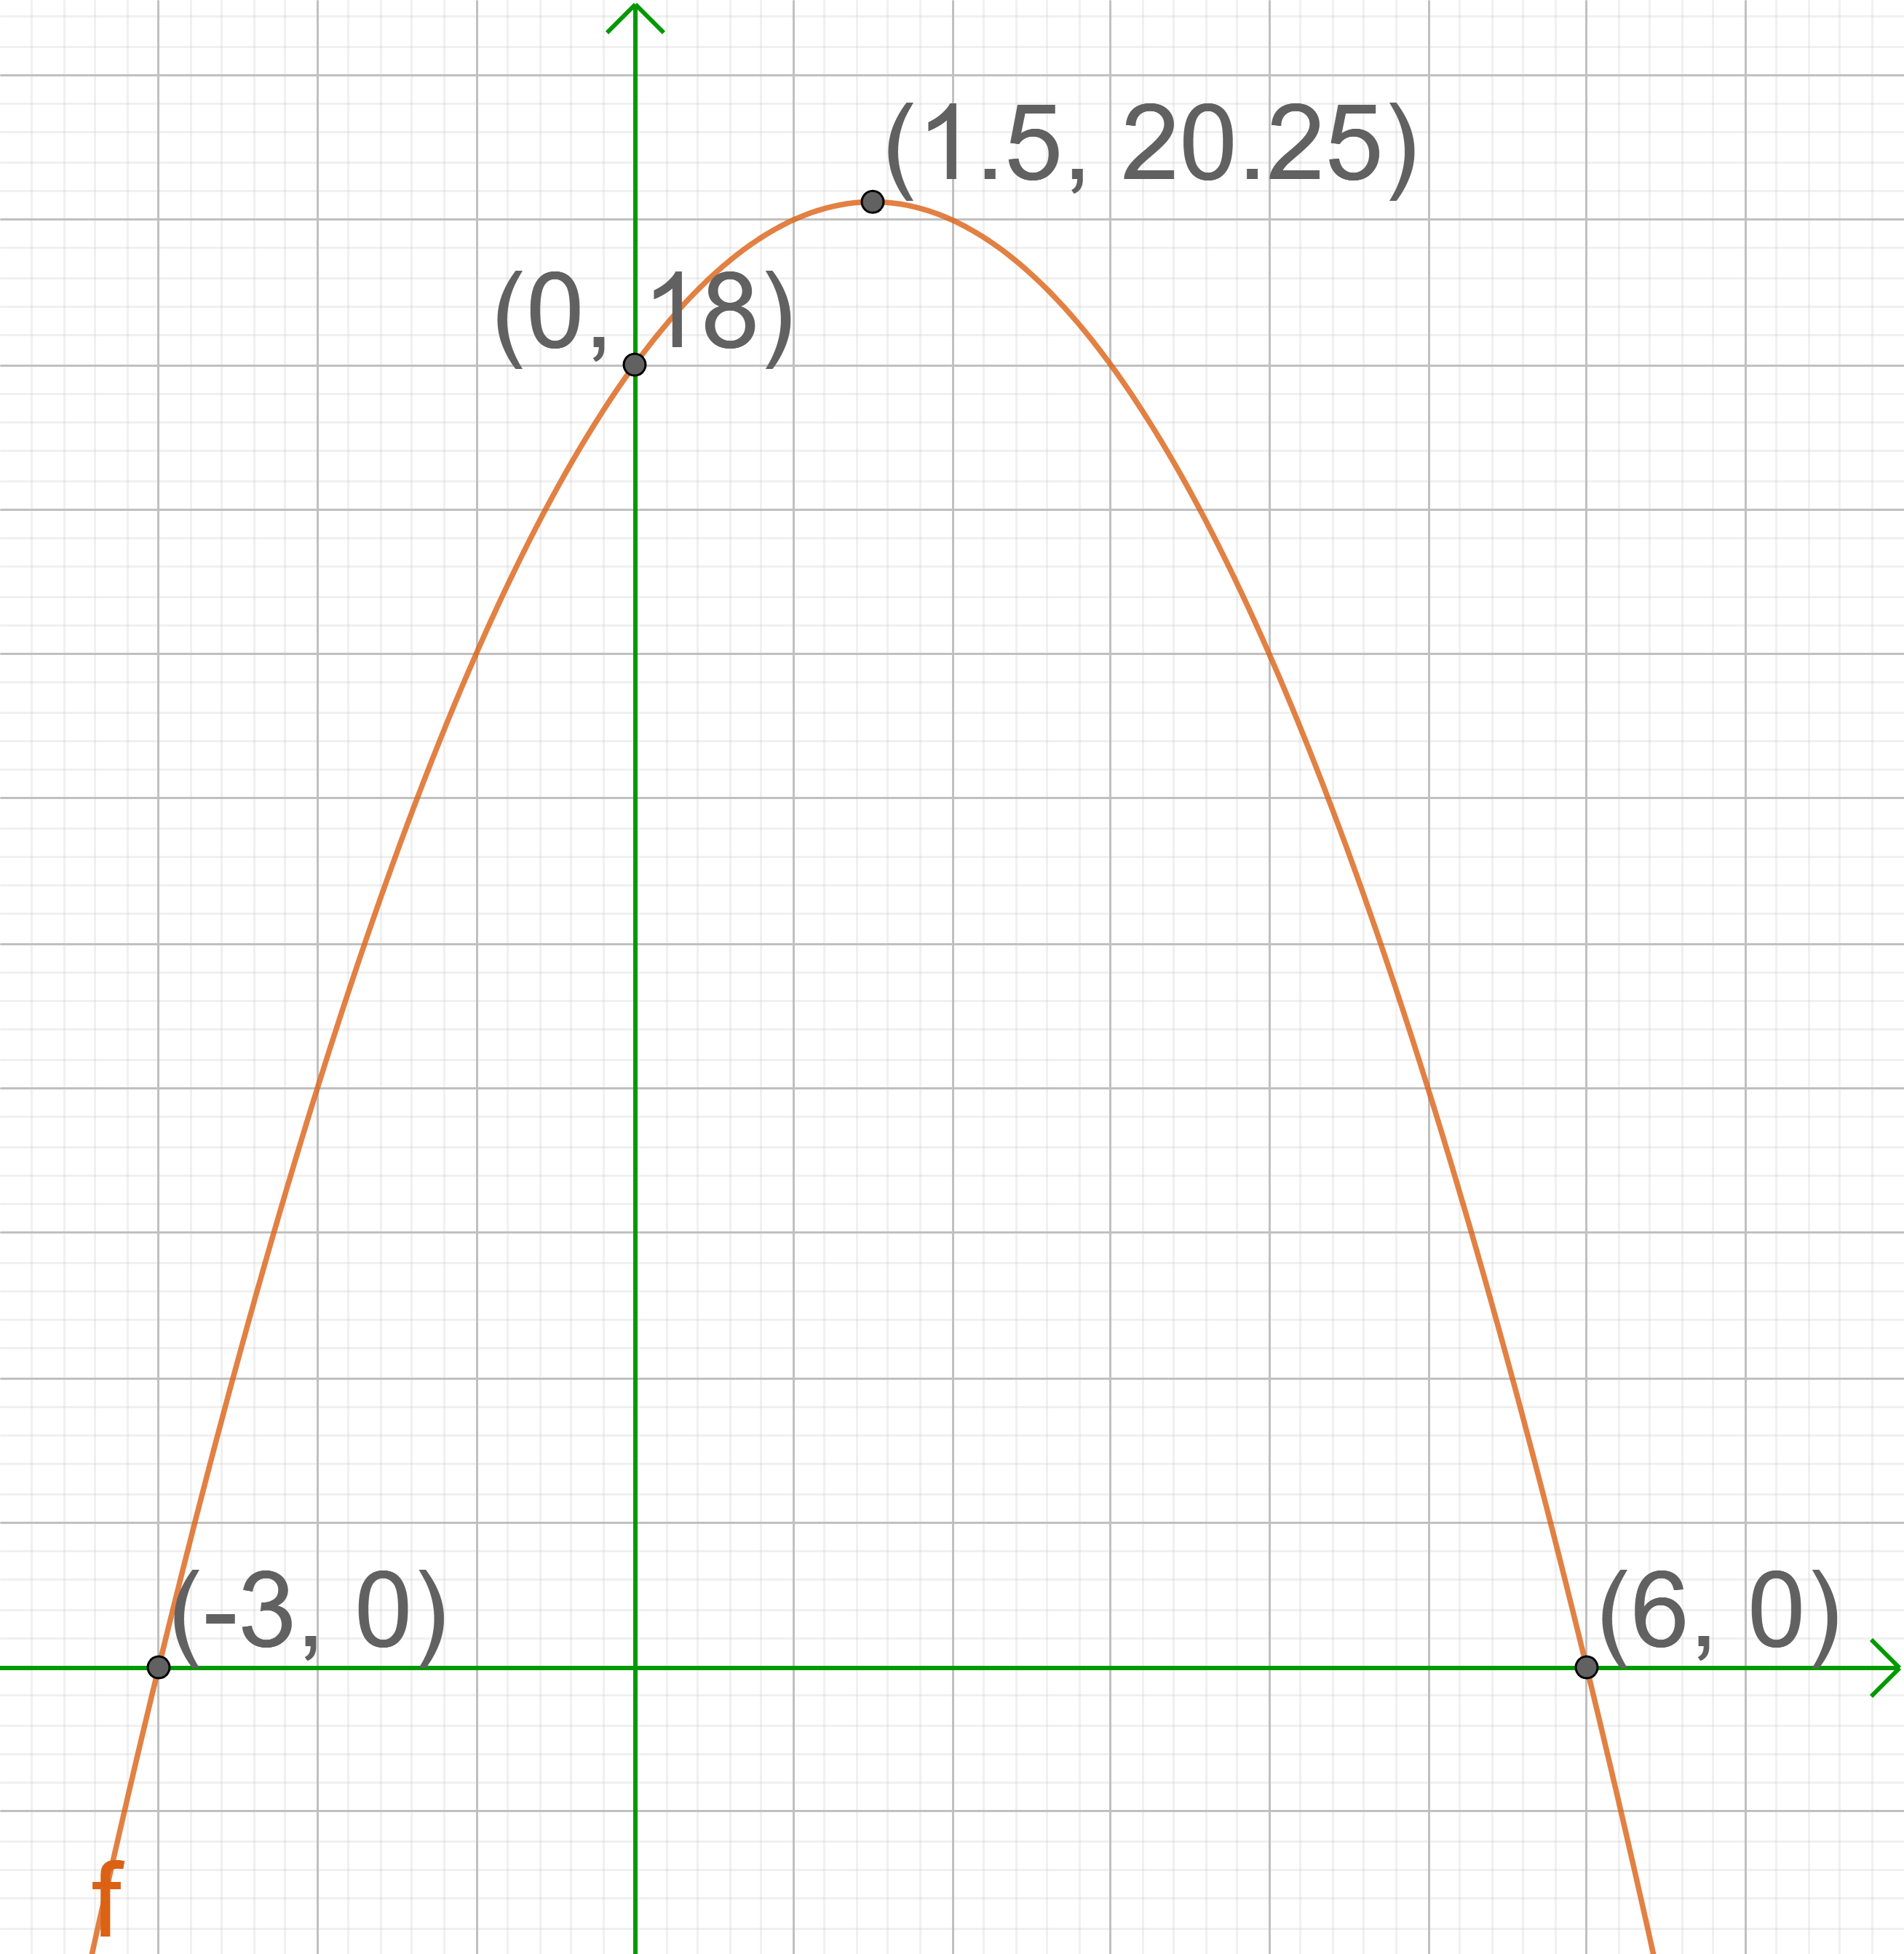 (1.5, 20.25)
(0, 18)
(-3, 0)
(6, 0)
f